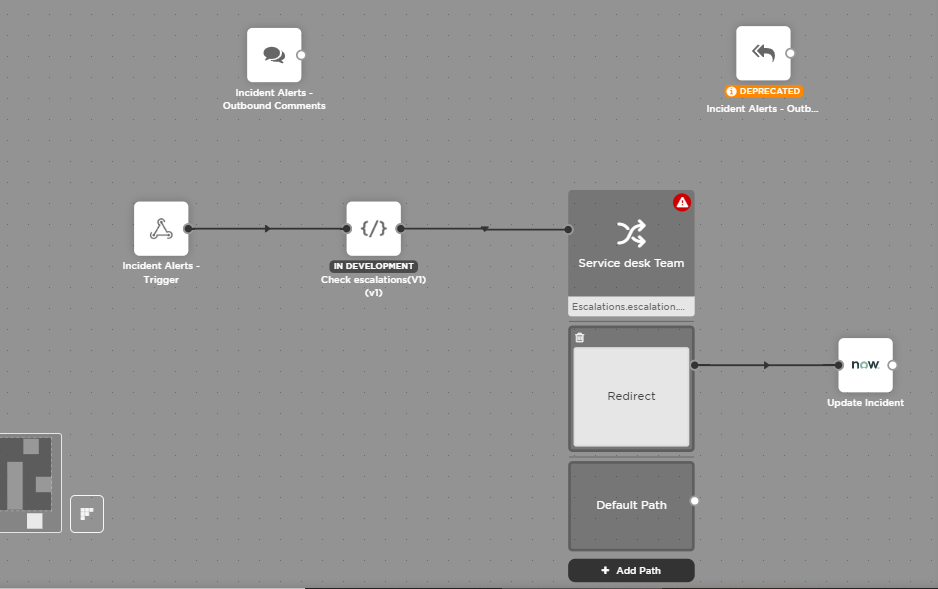 Incident Alerts -
Outbound Comments
DEPRECATED
Incident Alerts - Outb...
{/}
Incident Alerts -
Trigger
IN DEVELOPMENT
Check escalations(V1)
(v1)
Service desk Team
Escalations.escalation....
Redirect
now
Update Incident
Default Path
+ Add Path